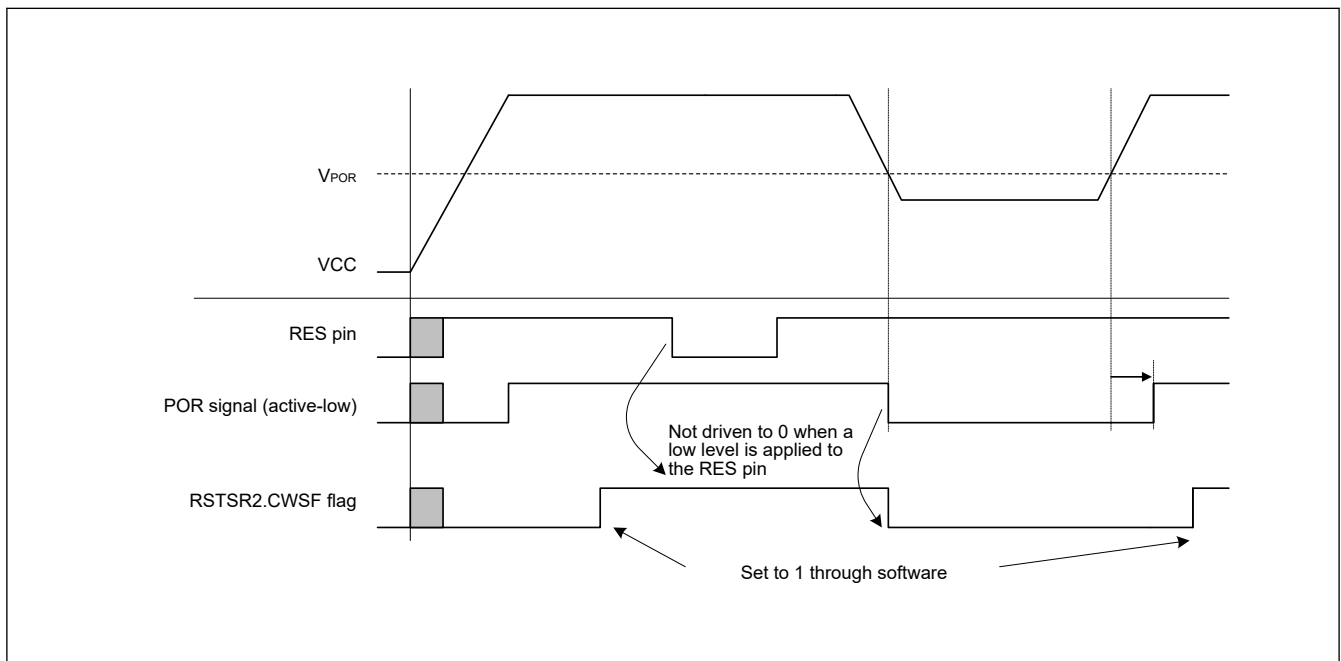 VPOR
VCC
RES pin
POR signal (active-low)
Not driven to 0 when a
low level is applied to
the RES pin
RSTSR2.CWSF flag
Set to 1 through software